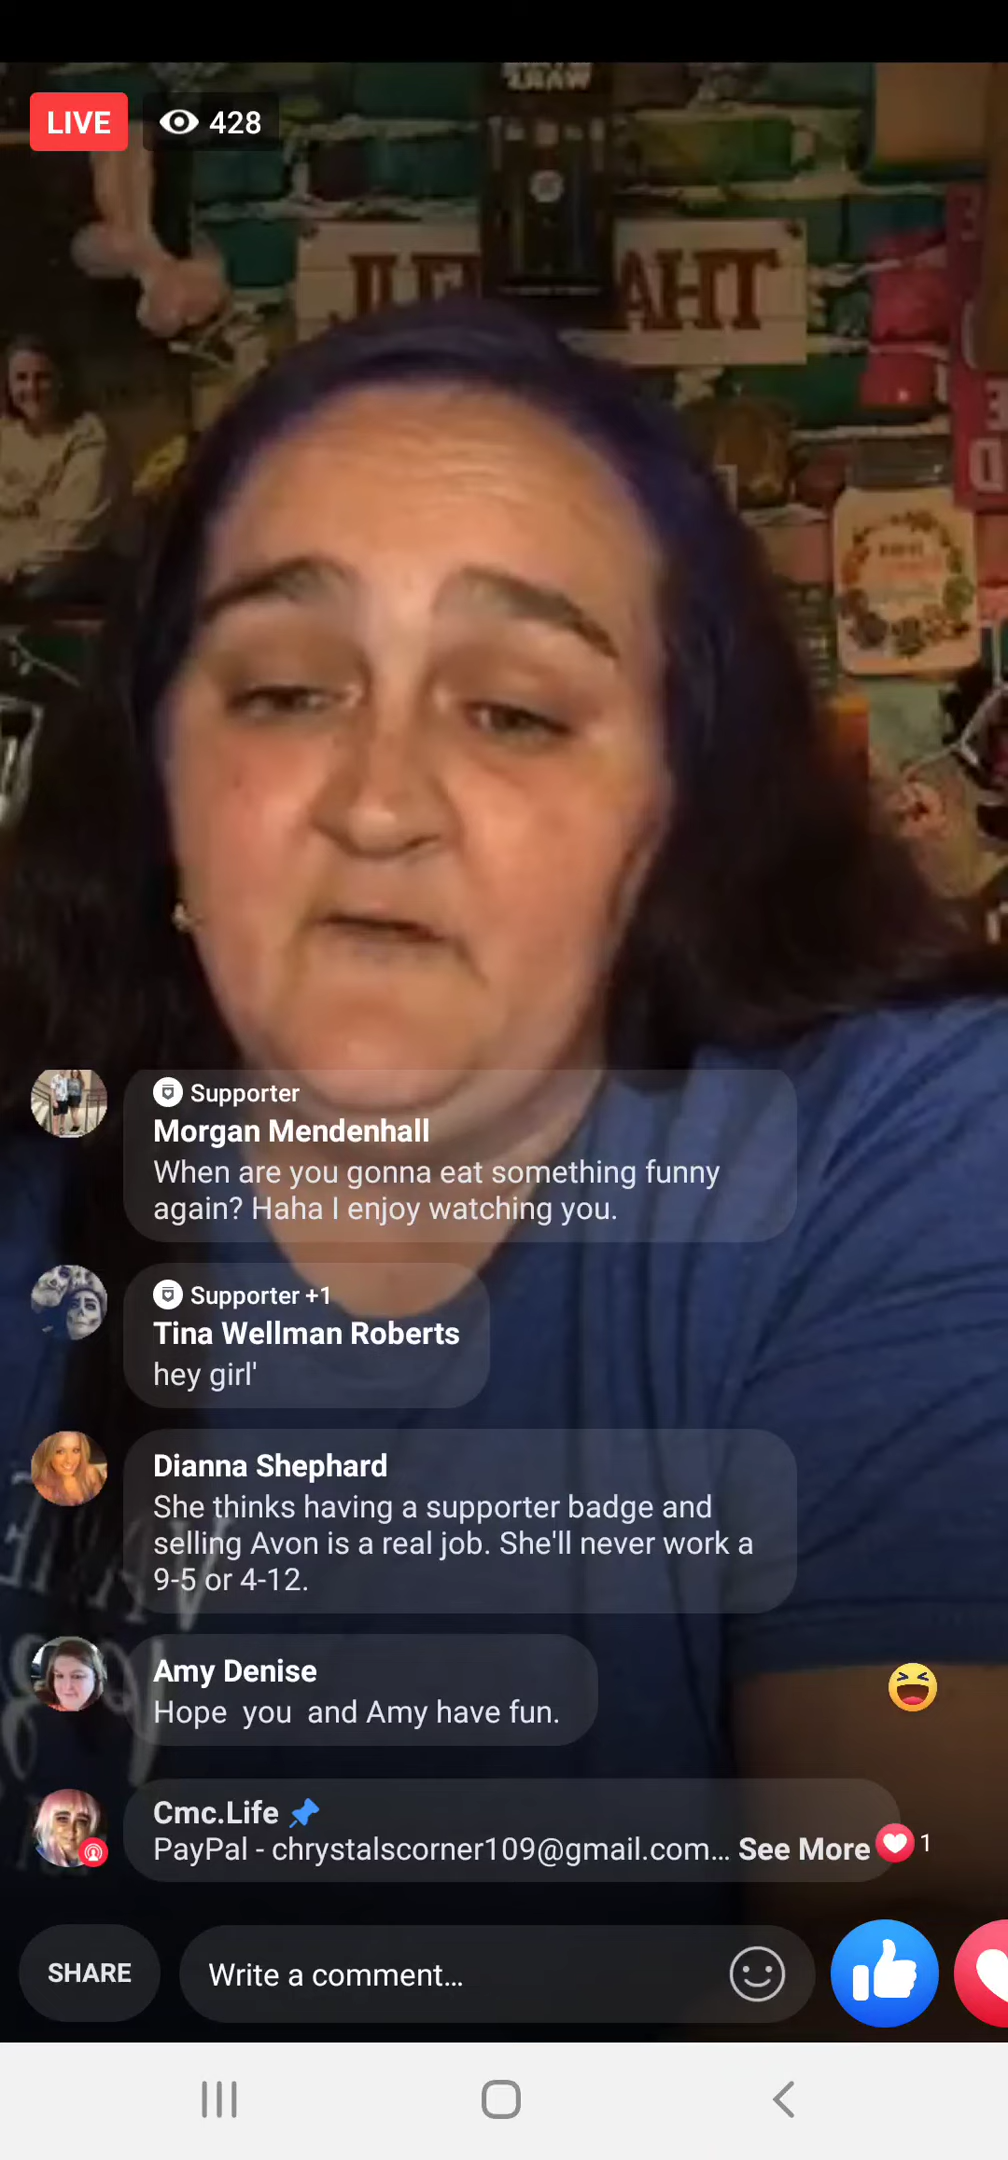 LIVE 428
Supporter
Morgan Mendenhall
When are you gonna eat something funny
again? Haha I enjoy watching you.
Supporter +1
Tina Wellman Roberts
hey girl'
Dianna Shephard
She thinks having a supporter badge and
selling Avon is a real job. She'll never work a
9-5 or 4-12.
Amy Denise
Hope you and Amy have fun.
Cmc.Life
PayPal - chrystalscorner109@gmail.com... See More 1
SHARE
Write a comment...